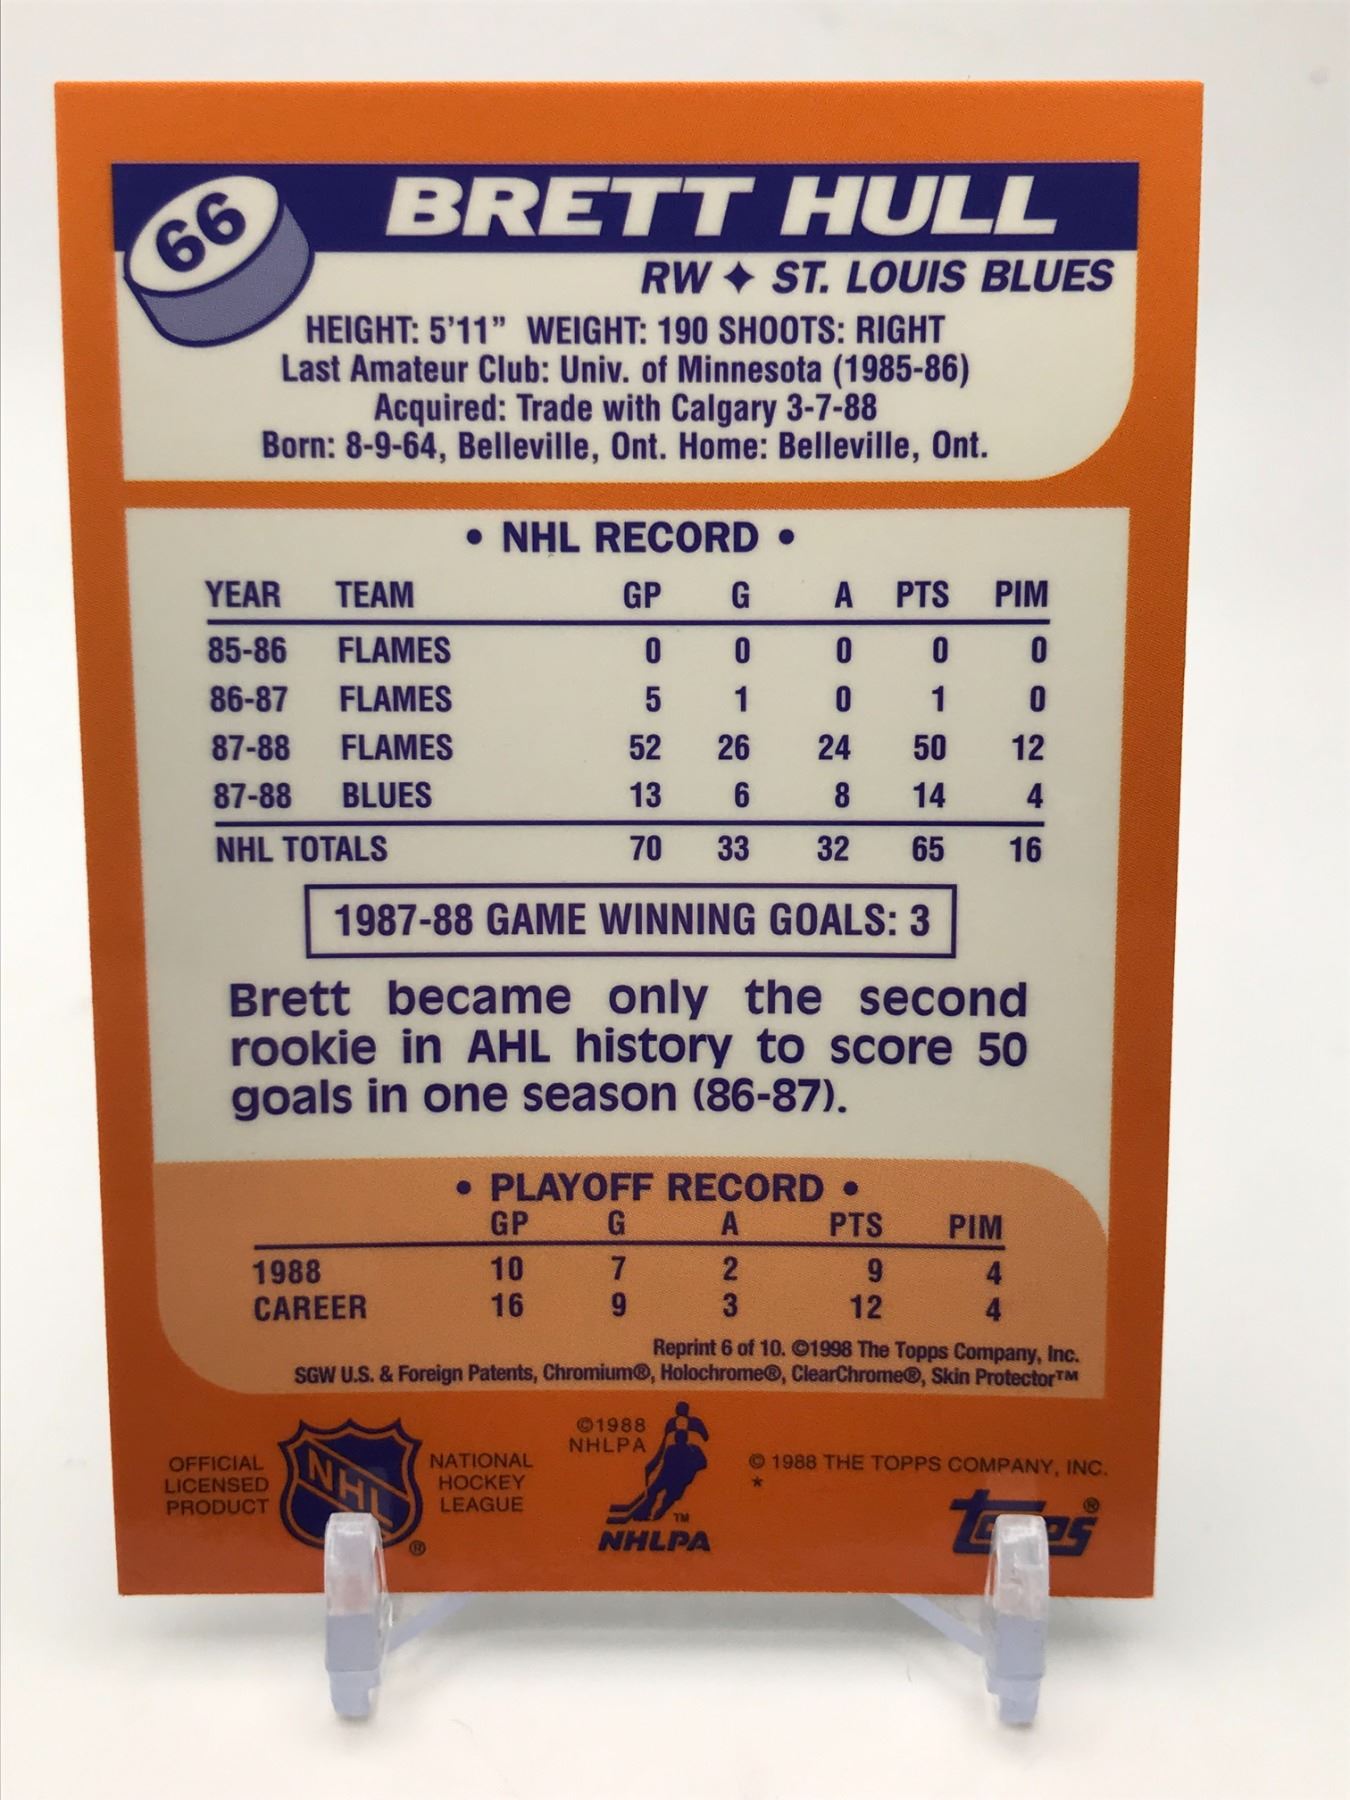 66
BRETT HULL
RW ✦ ST. LOUIS BLUES
HEIGHT: 5'11" WEIGHT: 190 SHOOTS: RIGHT
Last Amateur Club: Univ. of Minnesota (1985-86)
Acquired: Trade with Calgary 3-7-88
Born: 8-9-64, Belleville, Ont. Home: Belleville, Ont.
• NHL RECORD •
YEAR TEAM GP G A PTS PIM
85-86 FLAMES 0 0 0 0 0
86-87 FLAMES 5 1 0 1 0
87-88 FLAMES 52 26 24 50 12
87-88 BLUES 13 6 8 14 4
NHL TOTALS 70 33 32 65 16
1987-88 GAME WINNING GOALS: 3
Brett became only the second
rookie in AHL history to score 50
goals in one season (86-87).
• PLAYOFF RECORD •
GP G A PTS PIM
1988 10 7 2 9 4
CAREER 16 9 3 12 4
Reprint 6 of 10. ©1998 The Topps Company, Inc.
SGW U.S. & Foreign Patents, Chromium®, Holochrome®, ClearChrome®, Skin Protector™
OFFICIAL
LICENSED
PRODUCT
NHL
®
NATIONAL
HOCKEY
LEAGUE
©1988
NHLPA
™
NHLPA
© 1988 THE TOPPS COMPANY, INC.
*
topps®